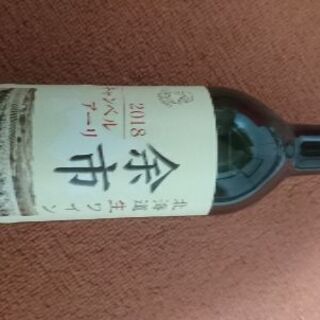 2018
キャンベル
アーリ
余市
北海道 生ワイン